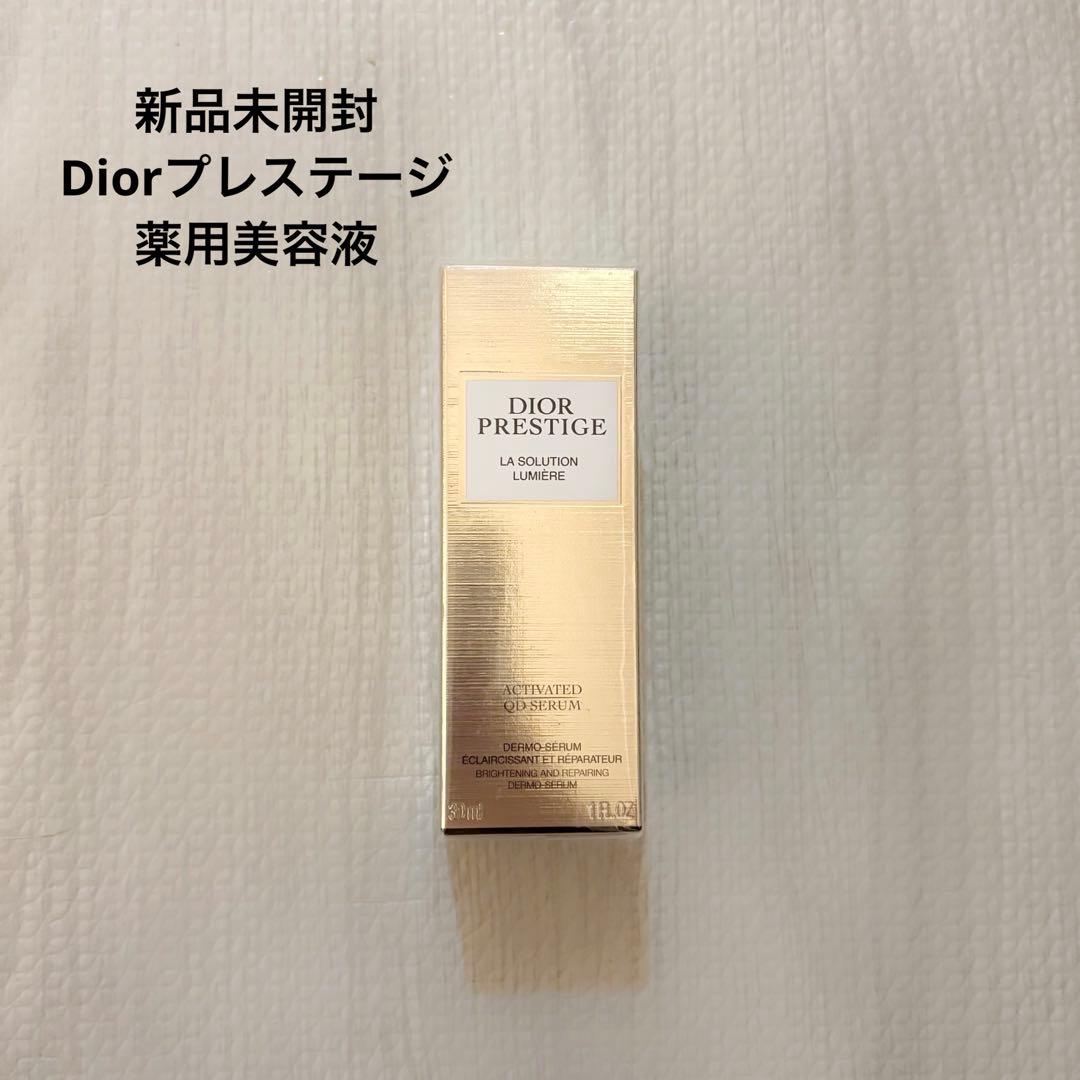 新品未開封
Diorプレステージ
薬用美容液
DIOR
PRESTIGE
LA SOLUTION
LUMIÈRE
ACTIVATED
QD SERUM
DERMO-SÉRUM
ÉCLAIRCISSANT ET RÉPARATEUR
BRIGHTENING AND REPAIRING
DERMO-SERUM
30ml 1FL.OZ